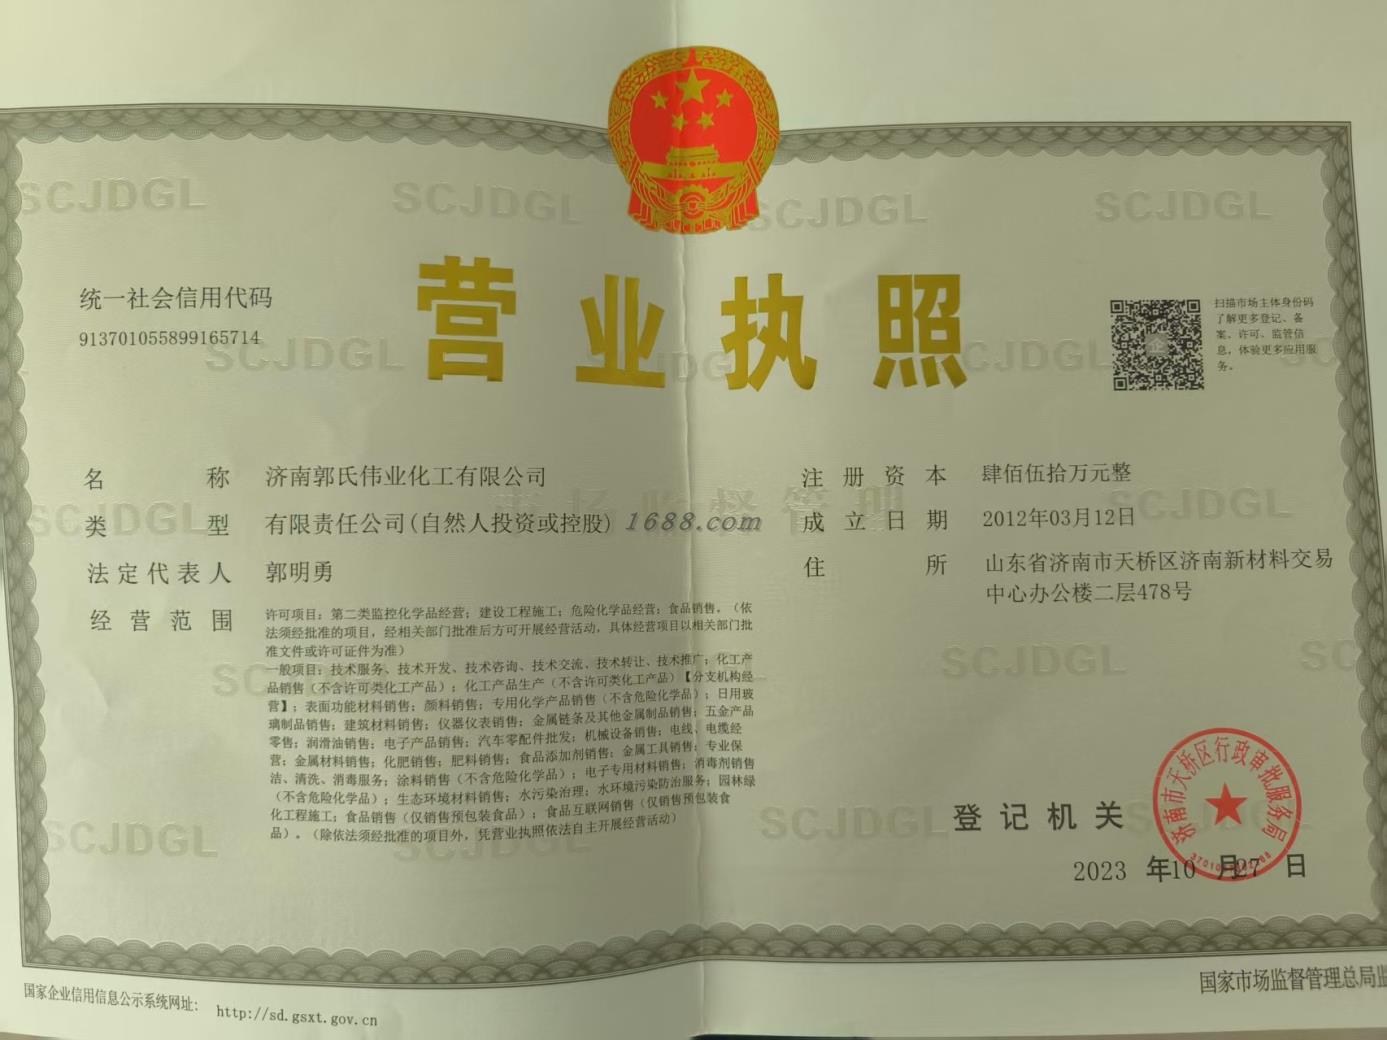 营业执照
统一社会信用代码
913701055899165714
扫描市场主体身份码
了解更多登记、备
案、许可、监管信
息，体验更多应用服
务。
名称 济南郭氏伟业化工有限公司
类型 有限责任公司(自然人投资或控股)
法定代表人 郭明勇
经营范围 许可项目：第二类监控化学品经营；建设工程施工；危险化学品经营；食品销售。（依
法须经批准的项目，经相关部门批准后方可开展经营活动，具体经营项目以相关部门批
准文件或许可证件为准）
一般项目：技术服务、技术开发、技术咨询、技术交流、技术转让、技术推广；化工产
品销售（不含许可类化工产品）；化工产品生产（不含许可类化工产品）【分支机构经
营】；表面功能材料销售；颜料销售；专用化学产品销售（不含危险化学品）；日用玻
璃制品销售；建筑材料销售；仪器仪表销售；金属链条及其他金属制品销售；五金产品
零售；润滑油销售；电子产品销售；汽车零配件批发；机械设备销售；电线、电缆经
营；金属材料销售；化肥销售；肥料销售；食品添加剂销售；金属工具销售；专业保
洁、清洗、消毒服务；涂料销售（不含危险化学品）；电子专用材料销售；消毒剂销售
（不含危险化学品）；生态环境材料销售；水污染治理；水环境污染防治服务；园林绿
化工程施工；食品销售（仅销售预包装食品）；食品互联网销售（仅销售预包装食
品）。（除依法须经批准的项目外，凭营业执照依法自主开展经营活动）
1688.com
注册资本 肆佰伍拾万元整
成立日期 2012年03月12日
住所 山东省济南市天桥区济南新材料交易
中心办公楼二层478号
登记机关
济南市天桥区行政审批服务局
2023 年10 月27 日
国家企业信用信息公示系统网址： http://sd.gsxt.gov.cn
国家市场监督管理总局监
SCJDGL
市场监督管理